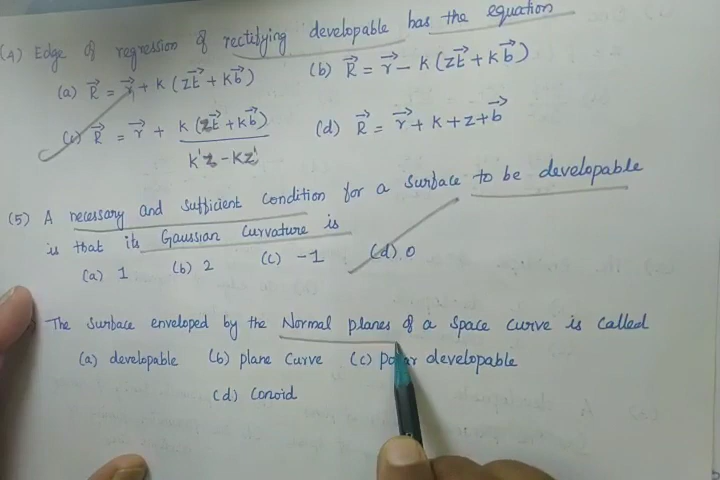 (4) Edge of regression of rectifying developable has the equation
(a) R⃗ = r⃗ + k (zt⃗ + kb⃗) (b) R⃗ = r⃗ - k (zt⃗ + kb⃗)
(c) R⃗ = r⃗ + k (zt⃗ + kb⃗) / k'z - kz' (d) R⃗ = r⃗ + k + z + b⃗
(5) A necessary and sufficient condition for a surface to be developable
is that its Gaussian curvature is
(a) 1 (b) 2 (c) -1 (d) 0
The surface enveloped by the Normal planes of a space curve is called
(a) developable (b) plane curve (c) polar developable
(d) Conoid